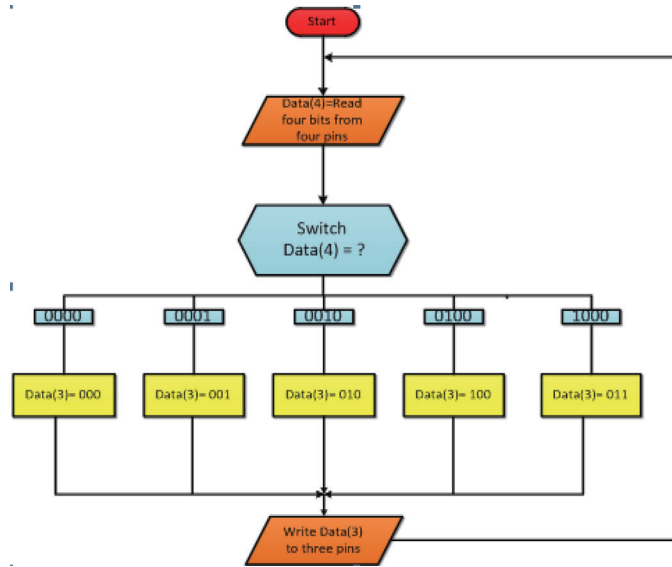 Start
Data(4)=Read
four bits from
four pins
Switch
Data(4) = ?
0000
0001
0010
0100
1000
Data(3)= 000
Data(3)= 001
Data(3)= 010
Data(3)= 100
Data(3)= 011
Write Data(3)
to three pins